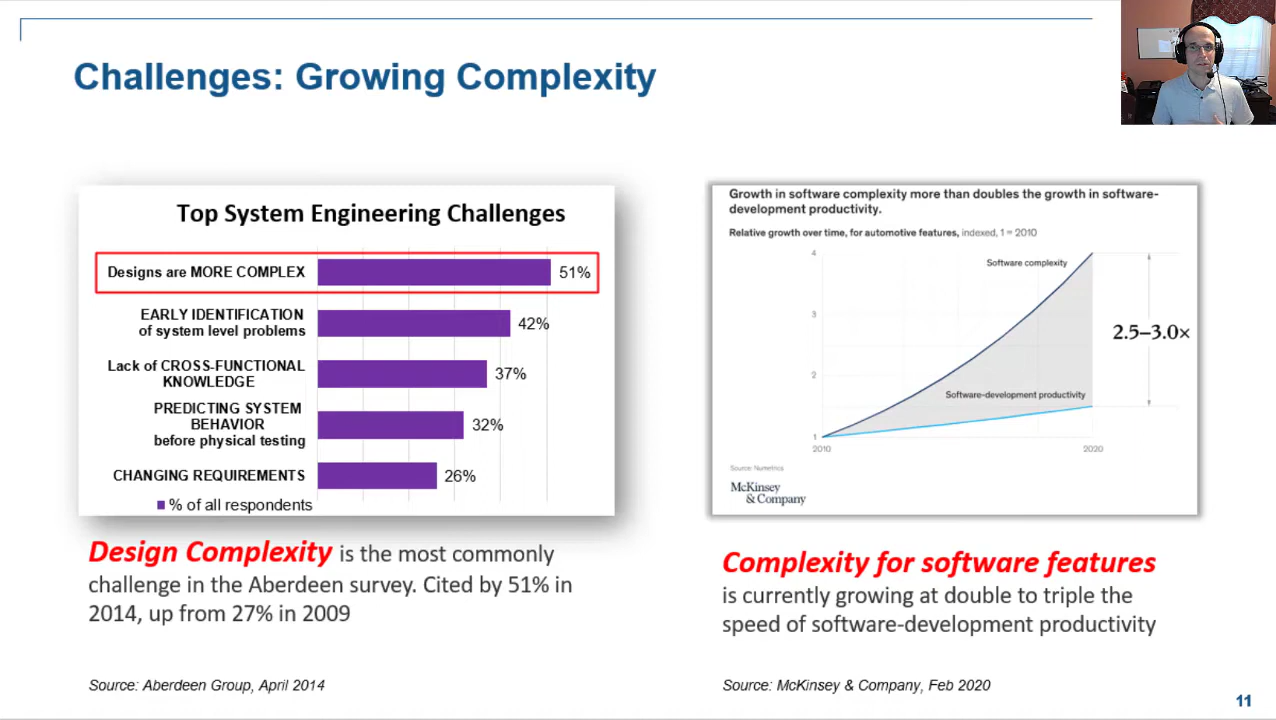 Challenges: Growing Complexity
Top System Engineering Challenges
Designs are MORE COMPLEX
51%
EARLY IDENTIFICATION
of system level problems
42%
Lack of CROSS-FUNCTIONAL
KNOWLEDGE
37%
PREDICTING SYSTEM
BEHAVIOR
before physical testing
32%
CHANGING REQUIREMENTS
26%
% of all respondents
Design Complexity is the most commonly
challenge in the Aberdeen survey. Cited by 51% in
2014, up from 27% in 2009
Source: Aberdeen Group, April 2014
Growth in software complexity more than doubles the growth in software-
development productivity.
Relative growth over time, for automotive features, indexed, 1 = 2010
4
Software complexity
3
2.5–3.0×
2
Software-development productivity
1
2010
2020
Source: Numetrics
McKinsey
& Company
Complexity for software features
is currently growing at double to triple the
speed of software-development productivity
Source: McKinsey & Company, Feb 2020
11